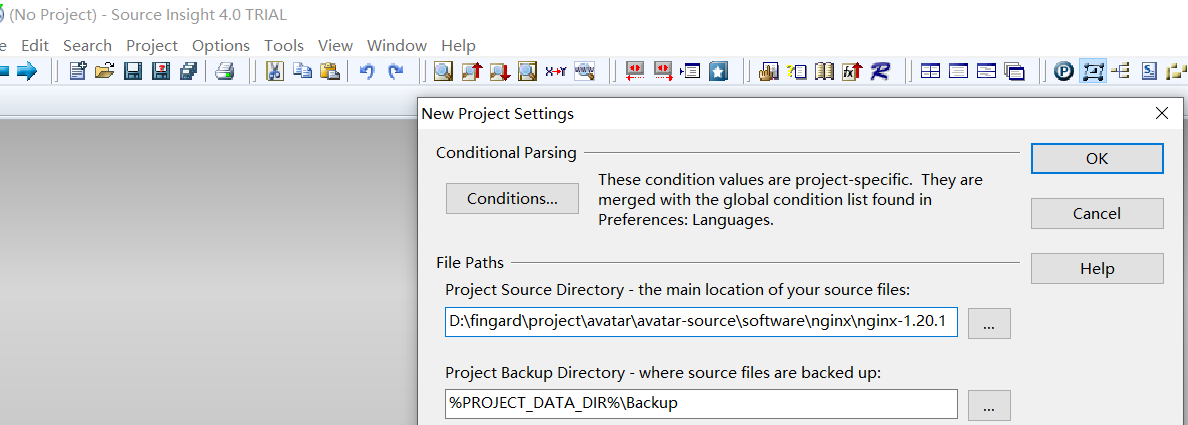 (No Project) - Source Insight 4.0 TRIAL
e Edit Search Project Options Tools View Window Help
New Project Settings
Conditional Parsing
Conditions...
These condition values are project-specific. They are
merged with the global condition list found in
Preferences: Languages.
OK
Cancel
Help
File Paths
Project Source Directory - the main location of your source files:
D:\fingard\project\avatar\avatar-source\software\nginx\nginx-1.20.1
...
Project Backup Directory - where source files are backed up:
%PROJECT_DATA_DIR%\Backup
...